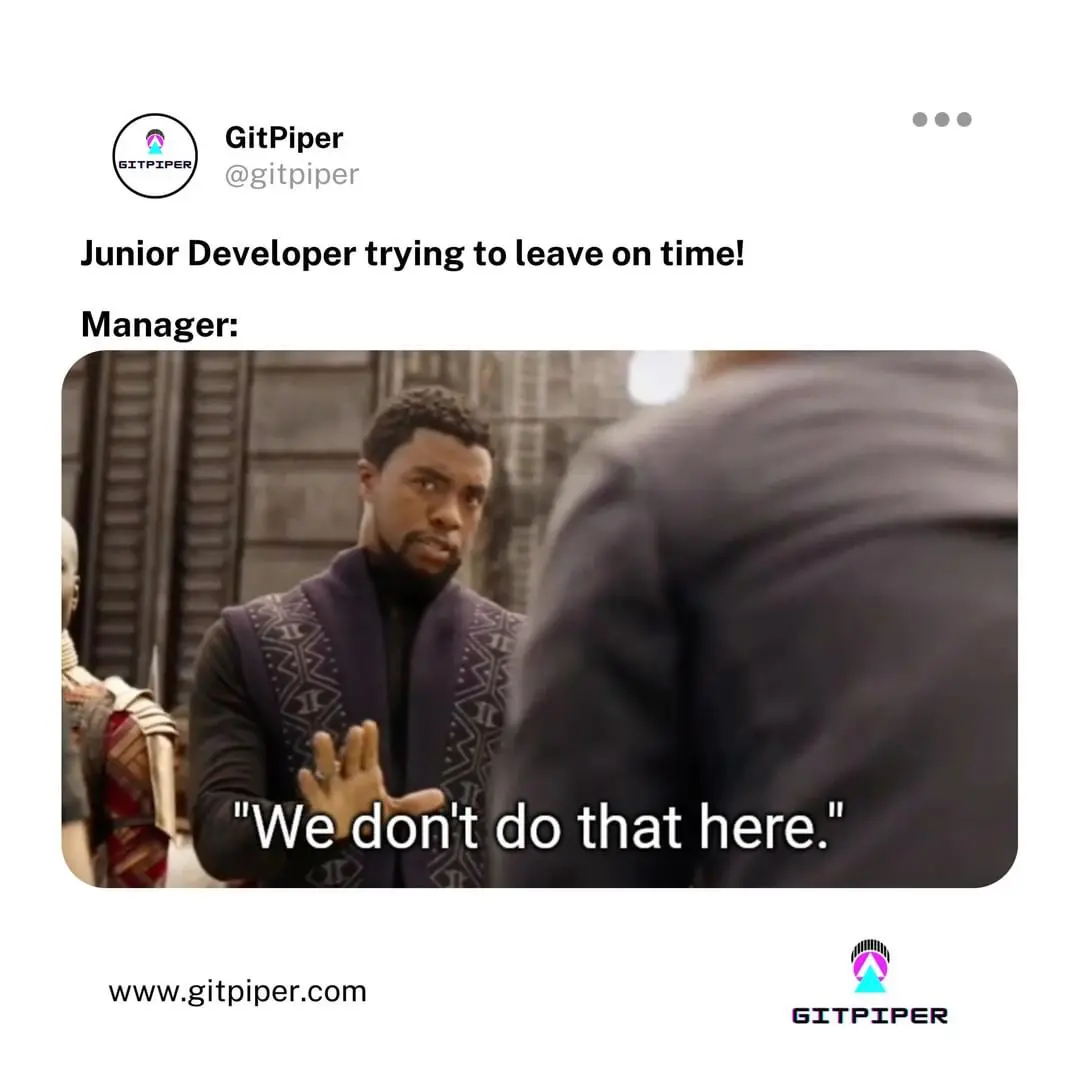 GITPIPER
GitPiper
@gitpiper
Junior Developer trying to leave on time!
Manager:
"We don't do that here."
www.gitpiper.com
GITPIPER